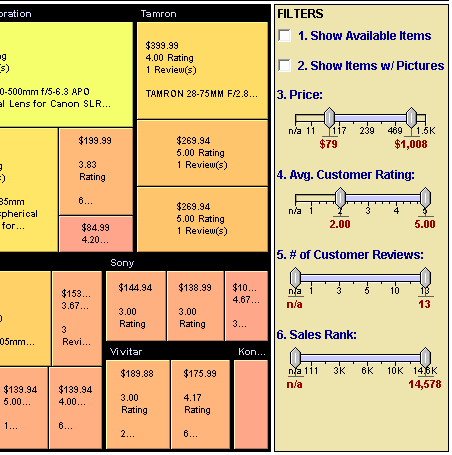 oration
ng
(s)
0-500mm f/5-6.3 APO
al Lens for Canon SLR...
ng
(s)
85mm
spherical
for...
$199.99
3.83
Rating
6...
$84.99
4.20...
Tamron
$399.99
4.00 Rating
1 Review(s)
TAMRON 28-75MM F/2.8...
$269.94
5.00 Rating
1 Review(s)
$269.94
5.00 Rating
1 Review(s)
05mm...
$153...
3.67...
3
Revi...
$139.94
5.00...
1...
$139.94
4.00...
6...
Sony
$144.94
3.00
Rating
$138.99
3.00
Rating
$10...
4.67...
3...
Vivitar
$189.88
3.00
Rating
2...
$175.99
4.17
Rating
6...
Kon...
FILTERS
1. Show Available Items
2. Show Items w/ Pictures
3. Price:
n/a 11 117 239 469 1.5K
$79 $1,008
4. Avg. Customer Rating:
n/a 1 2 3 4 5
2.00 5.00
5. # of Customer Reviews:
n/a 1 3 5 10 13
n/a 13
6. Sales Rank:
n/a 111 3K 6K 10K 14.6K
n/a 14,578